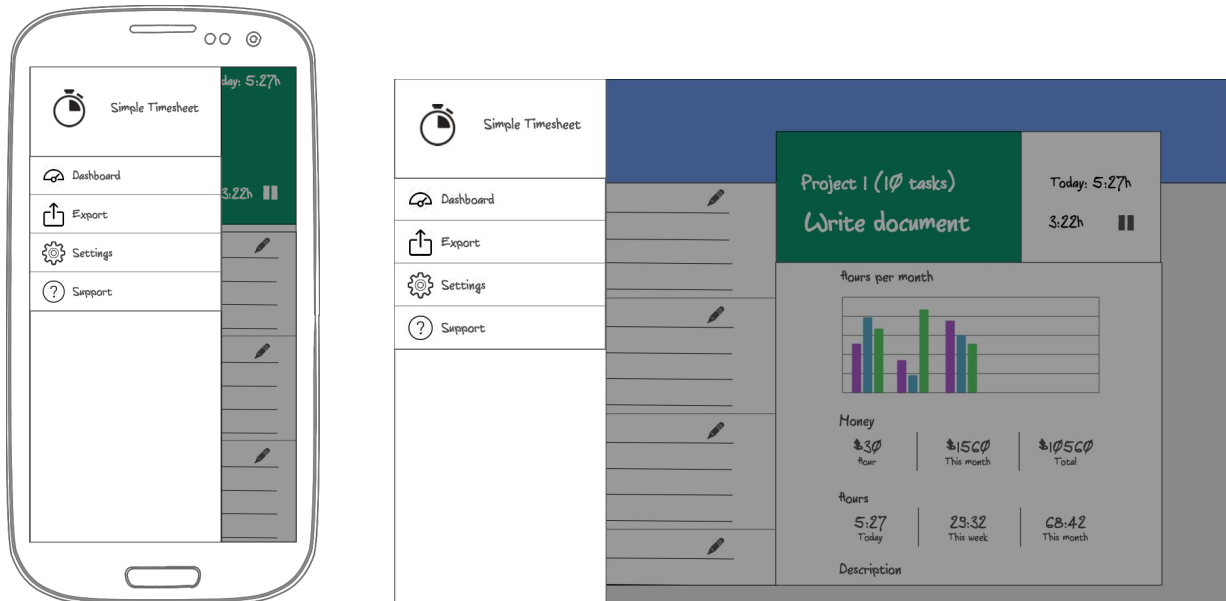 day: 5:27h
Simple Timesheet
Dashboard
3:22h
Export
Settings
Support
Simple Timesheet
Dashboard
Export
Settings
Support
Project 1 (10 tasks)
Write document
Today: 5:27h
3:22h
Hours per month
Money
$30
Hour
$1560
This month
$10560
Total
Hours
5:27
Today
29:32
This week
68:42
This month
Description